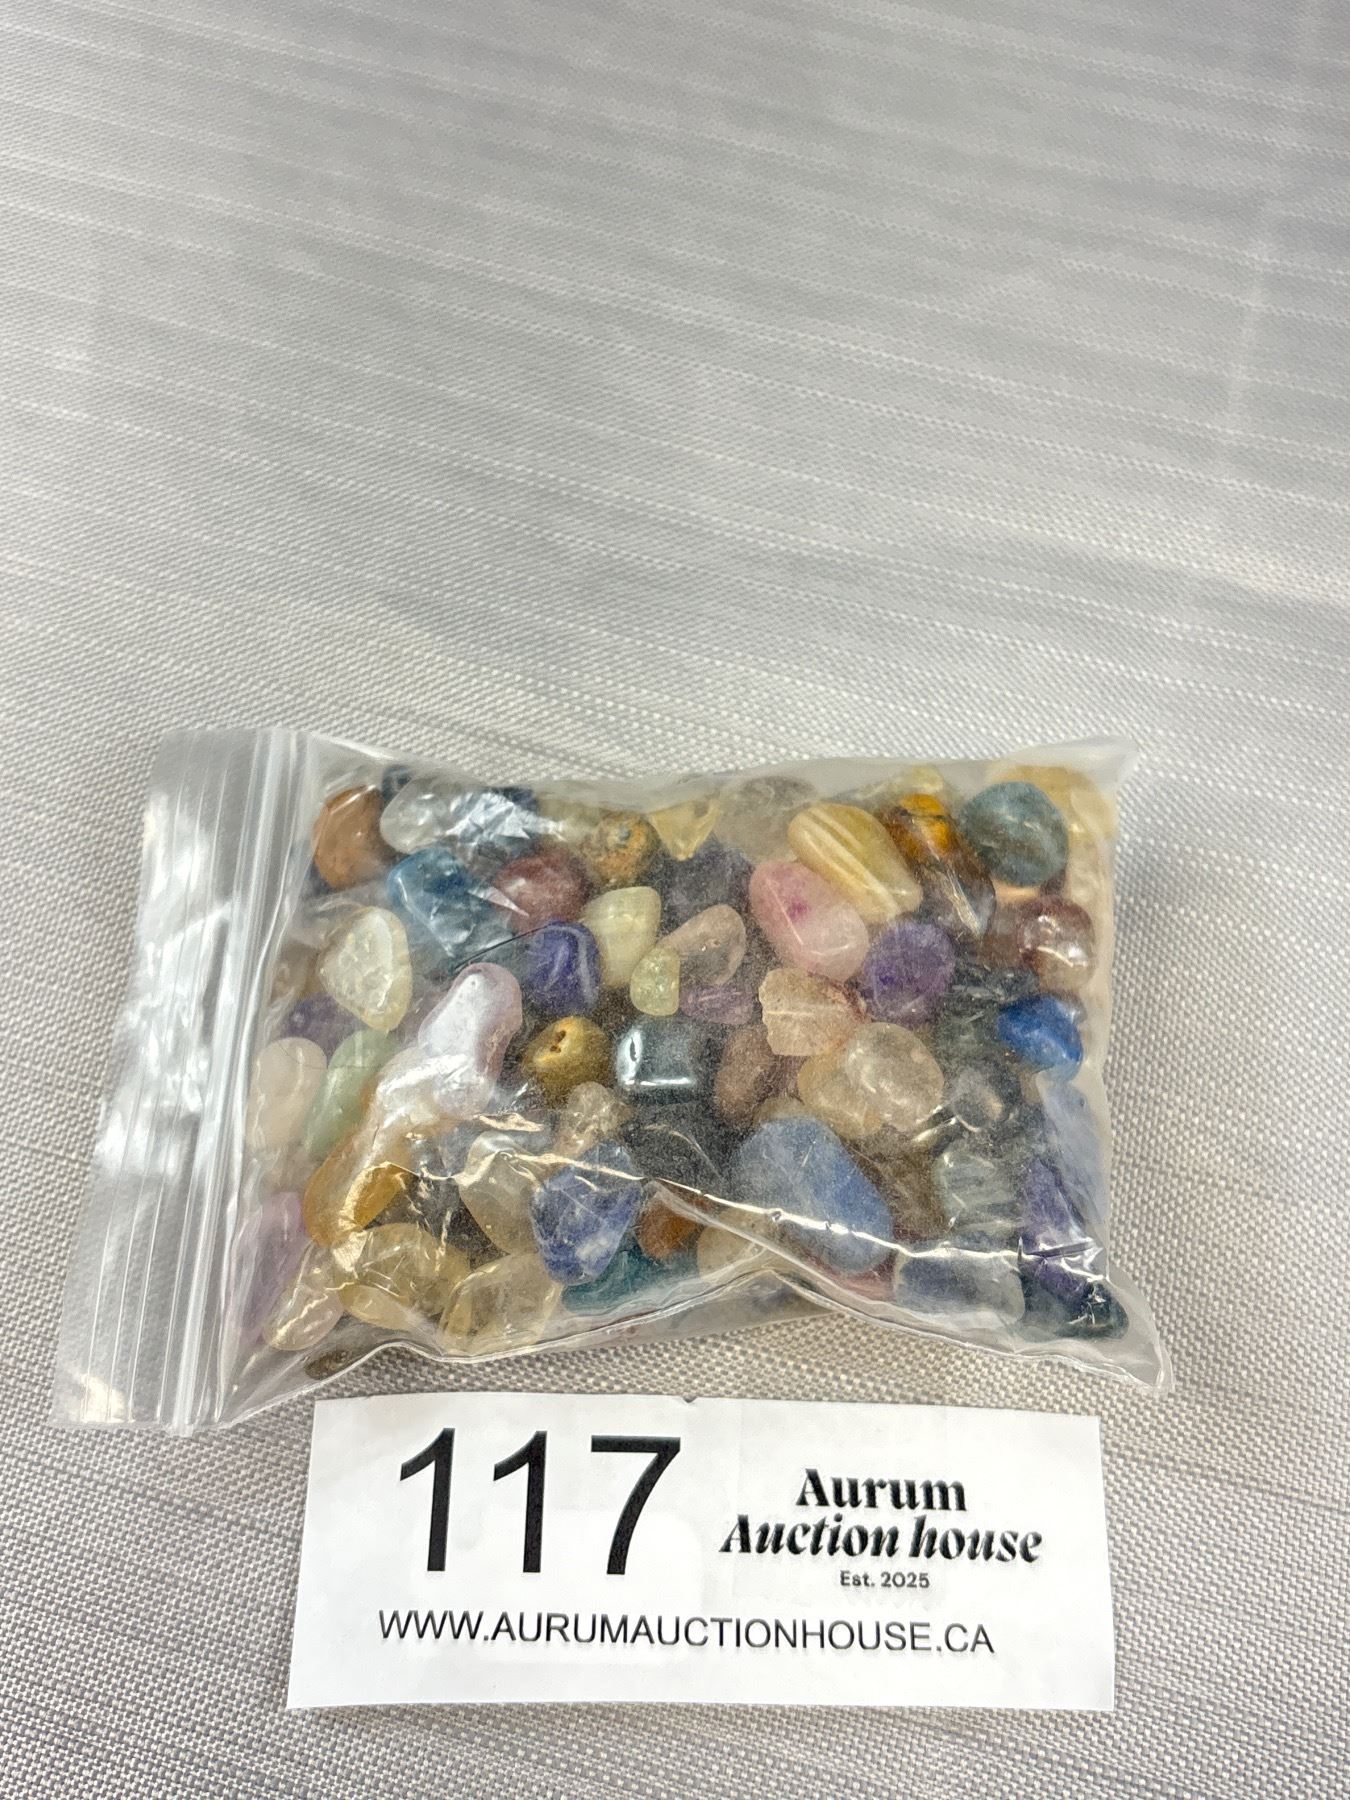 117
Aurum
Auction house
Est. 2025
WWW.AURUMAUCTIONHOUSE.CA